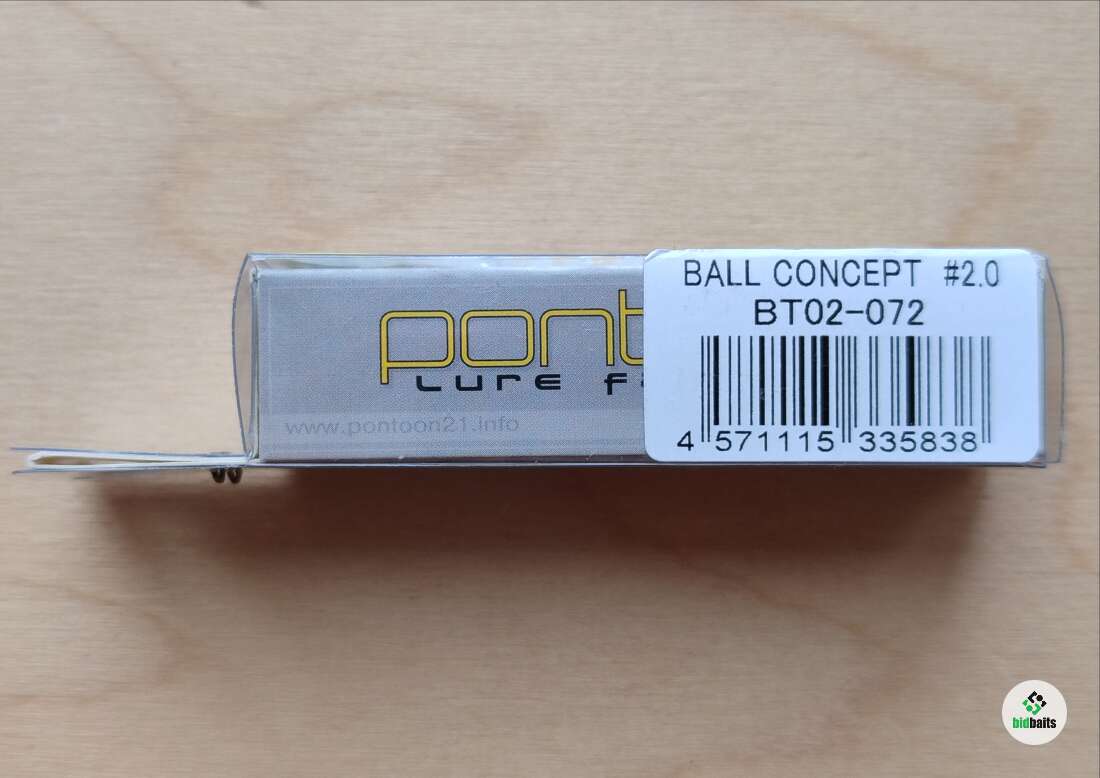 BALL CONCEPT #2.0
BT02-072
4 571115 335838
pont
LURE F
www.pontoon21.info
bidbaits